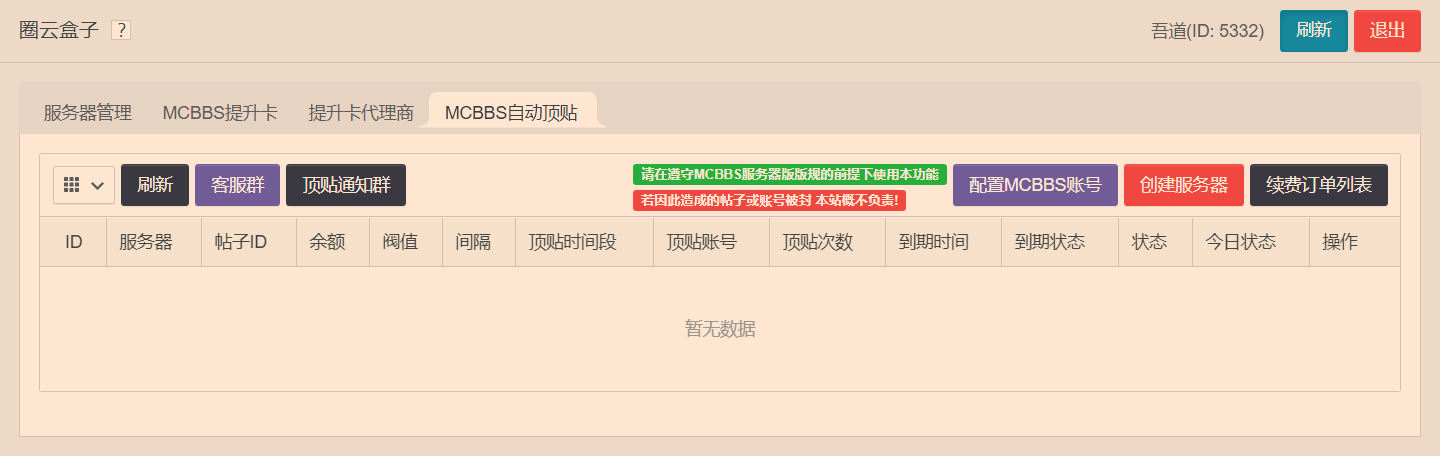 圈云盒子 ?
吾道(ID: 5332) 刷新 退出
服务器管理 MCBBS提升卡 提升卡代理商 MCBBS自动顶贴
刷新 客服群 顶贴通知群
请在遵守MCBBS服务器版版规的前提下使用本功能
若因此造成的帖子或账号被封 本站概不负责!
配置MCBBS账号 创建服务器 续费订单列表
ID 服务器 帖子ID 余额 阀值 间隔 顶贴时间段 顶贴账号 顶贴次数 到期时间 到期状态 状态 今日状态 操作
暂无数据